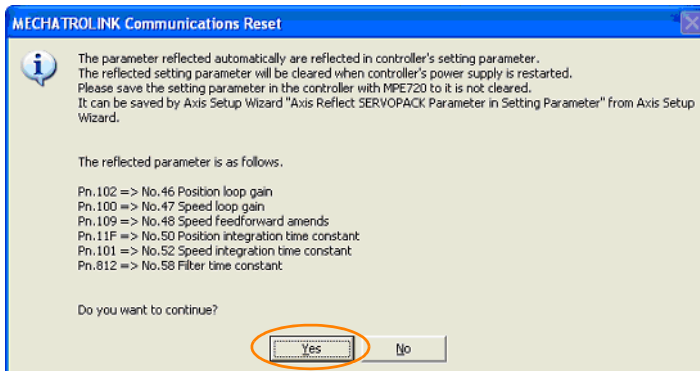 MECHATROLINK Communications Reset
The parameter reflected automatically are reflected in controller's setting parameter.
The reflected setting parameter will be cleared when controller's power supply is restarted.
Please save the setting parameter in the controller with MPE720 to it is not cleared.
It can be saved by Axis Setup Wizard "Axis Reflect SERVOPACK Parameter in Setting Parameter" from Axis Setup
Wizard.
The reflected parameter is as follows.
Pn.102 => No.46 Position loop gain
Pn.100 => No.47 Speed loop gain
Pn.109 => No.48 Speed feedforward amends
Pn.11F => No.50 Position integration time constant
Pn.101 => No.52 Speed integration time constant
Pn.812 => No.58 Filter time constant
Do you want to continue?
Yes No